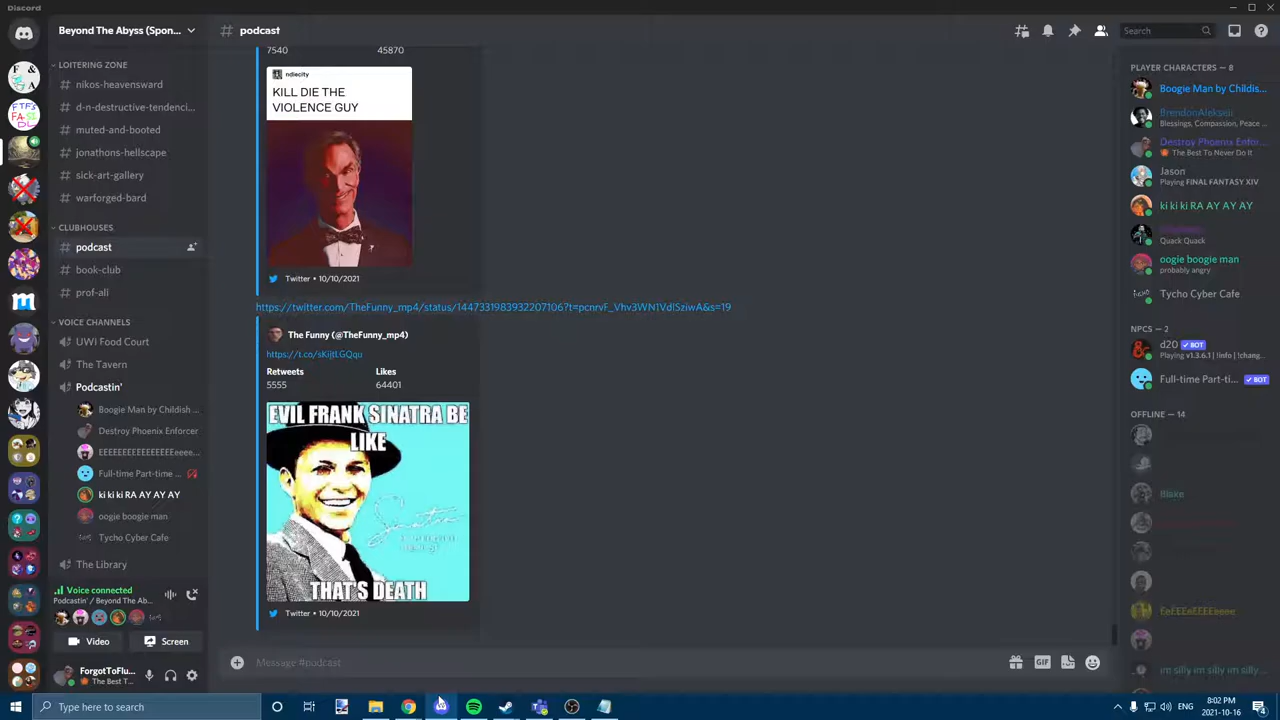 Discord
Beyond The Abyss (Spon...
podcast
Search
LOITERING ZONE
nikos-heavensward
d-n-destructive-tendenci...
muted-and-booted
jonathons-hellscape
sick-art-gallery
warforged-bard
CLUBHOUSES
podcast
book-club
prof-ali
VOICE CHANNELS
UWi Food Court
The Tavern
Podcastin'
Boogie Man by Childish ...
Destroy Phoenix Enforcer
EEEEEEEEEEEEEEeeee...
Full-time Part-time ...
ki ki ki RA AY AY AY
oogie boogie man
Tycho Cyber Cafe
The Library
Voice connected
Podcastin' / Beyond The Ab...
Video
Screen
ForgotToFlu...
The Best T...
7540 45870
ndiecity
KILL DIE THE
VIOLENCE GUY
Twitter • 10/10/2021
https://twitter.com/TheFunny_mp4/status/1447331983932207106?t=pcnrvF_Vhv3WN1VdlSziwA&s=19
The Funny (@TheFunny_mp4)
https://t.co/sKijtLGQqu
Retweets Likes
5555 64401
EVIL FRANK SINATRA BE
LIKE
Sinatra
THAT'S DEATH
Twitter • 10/10/2021
Message #podcast
GIF
PLAYER CHARACTERS — 8
Boogie Man by Childis...
BrendonAlekseii
Blessings, Compassion, Peace ...
Destroy Phoenix Enfor...
The Best To Never Do It
Jason
Playing FINAL FANTASY XIV
ki ki ki RA AY AY AY
Quack Quack
oogie boogie man
probably angry
Tycho Cyber Cafe
NPCS — 2
d20 BOT
Playing v1.3.6.1 | !info | !chang...
Full-time Part-ti... BOT
OFFLINE — 14
Blake
im silly im silly im silly...
Type here to search
ENG
8:02 PM
2021-10-16